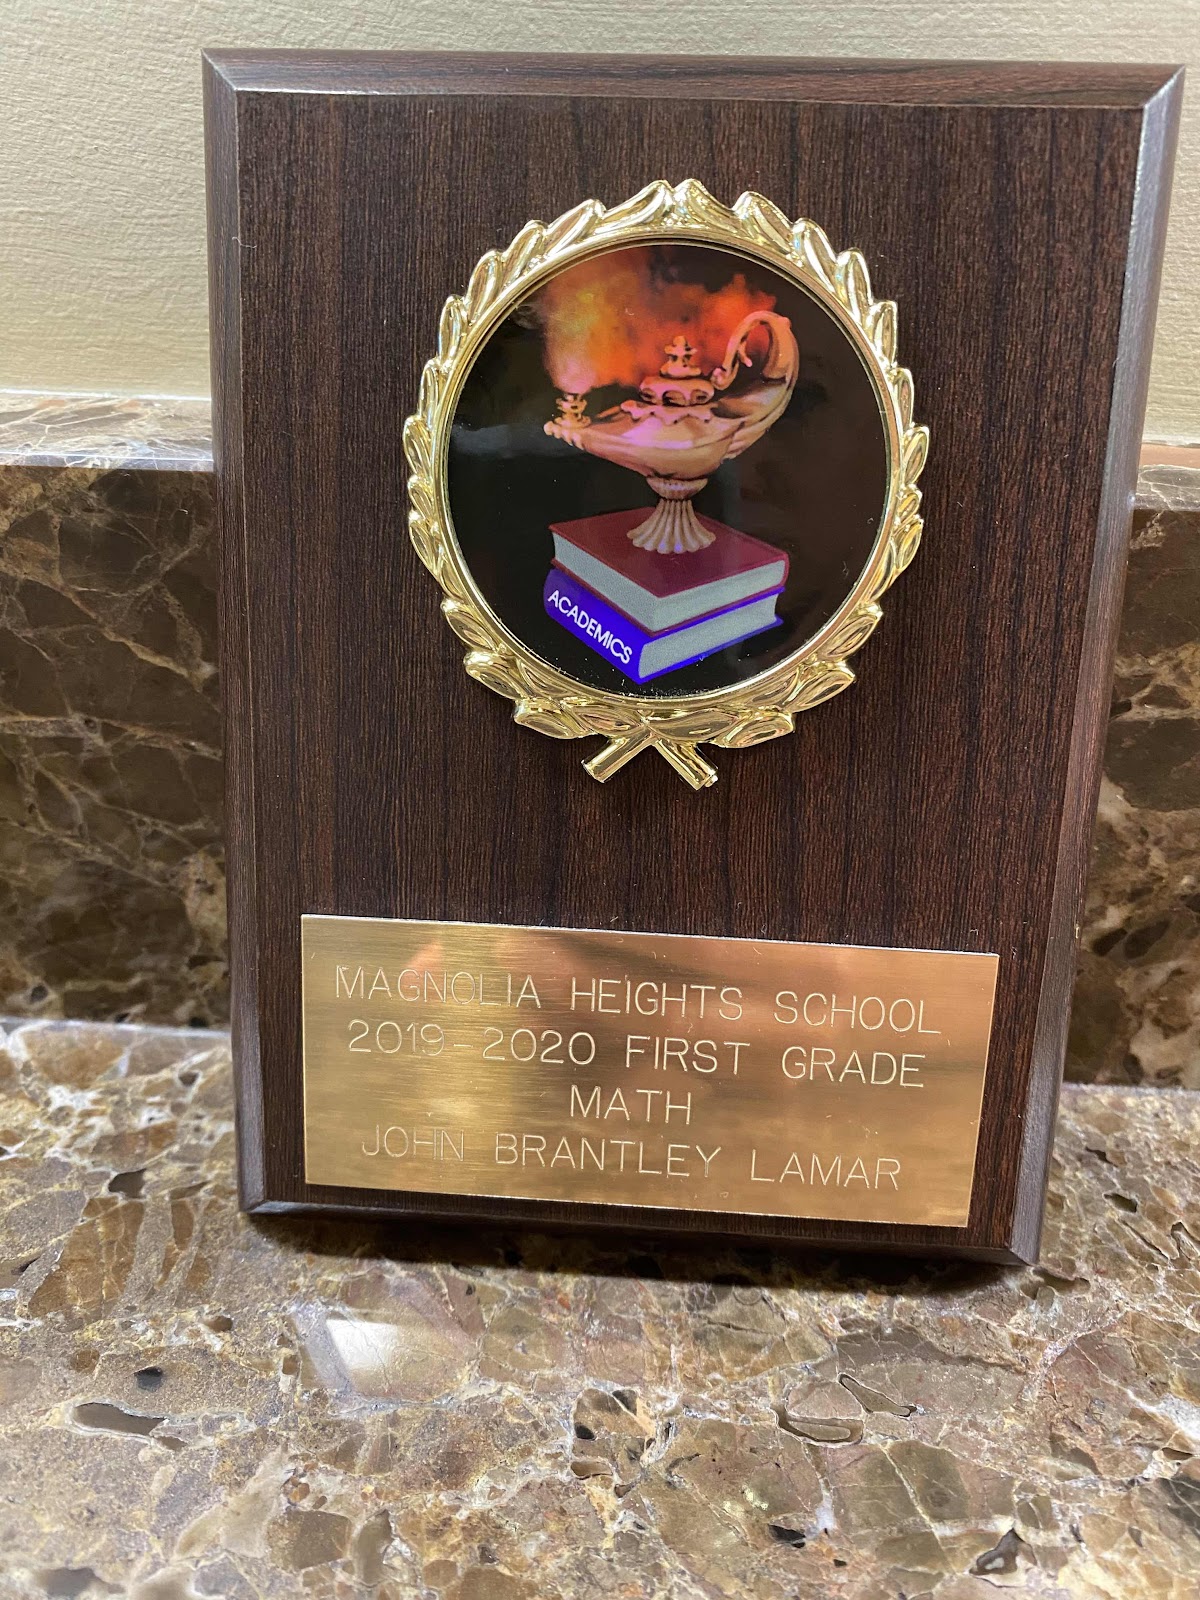 ACADEMICS
MAGNOLIA HEIGHTS SCHOOL
2019-2020 FIRST GRADE
MATH
JOHN BRANTLEY LAMAR